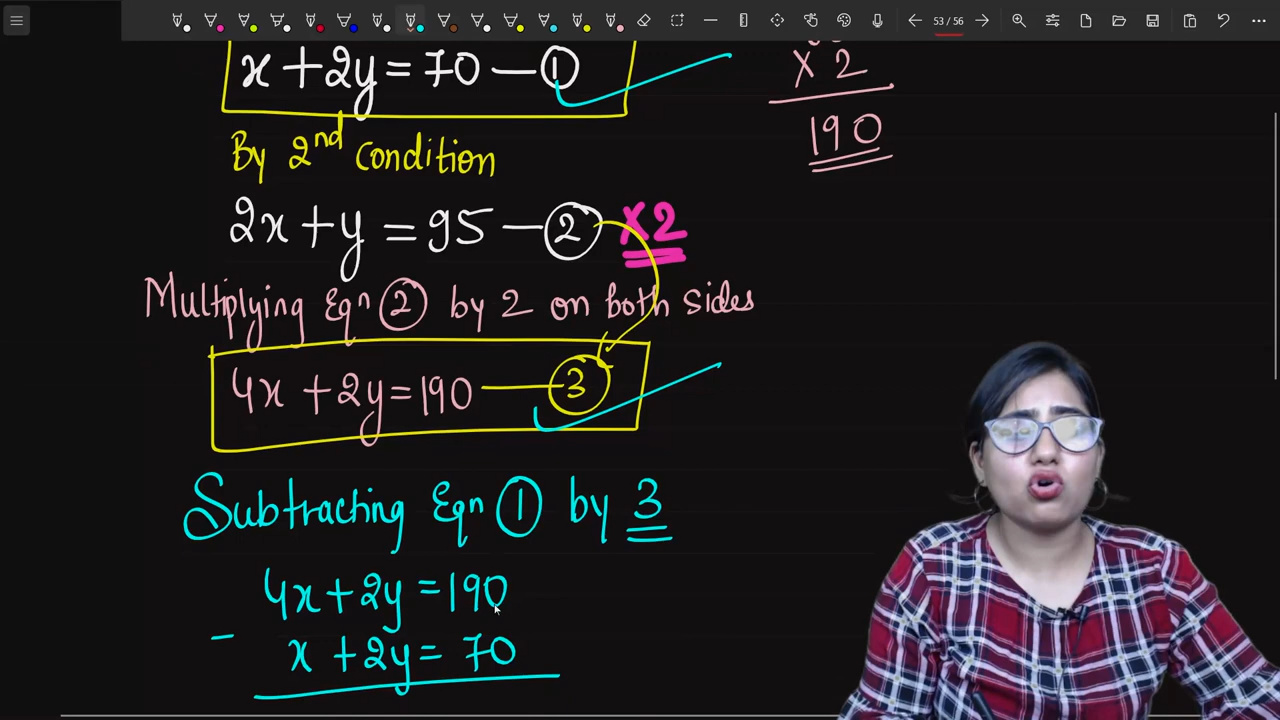 53 / 56
x + 2y = 70 — ①
× 2
190
By 2nd Condition
2x + y = 95 — ② ×2
Multiplying Eqn ② by 2 on both sides
4x + 2y = 190 — ③
Subtracting Eqn ① by 3
4x + 2y = 190
− x + 2y = 70